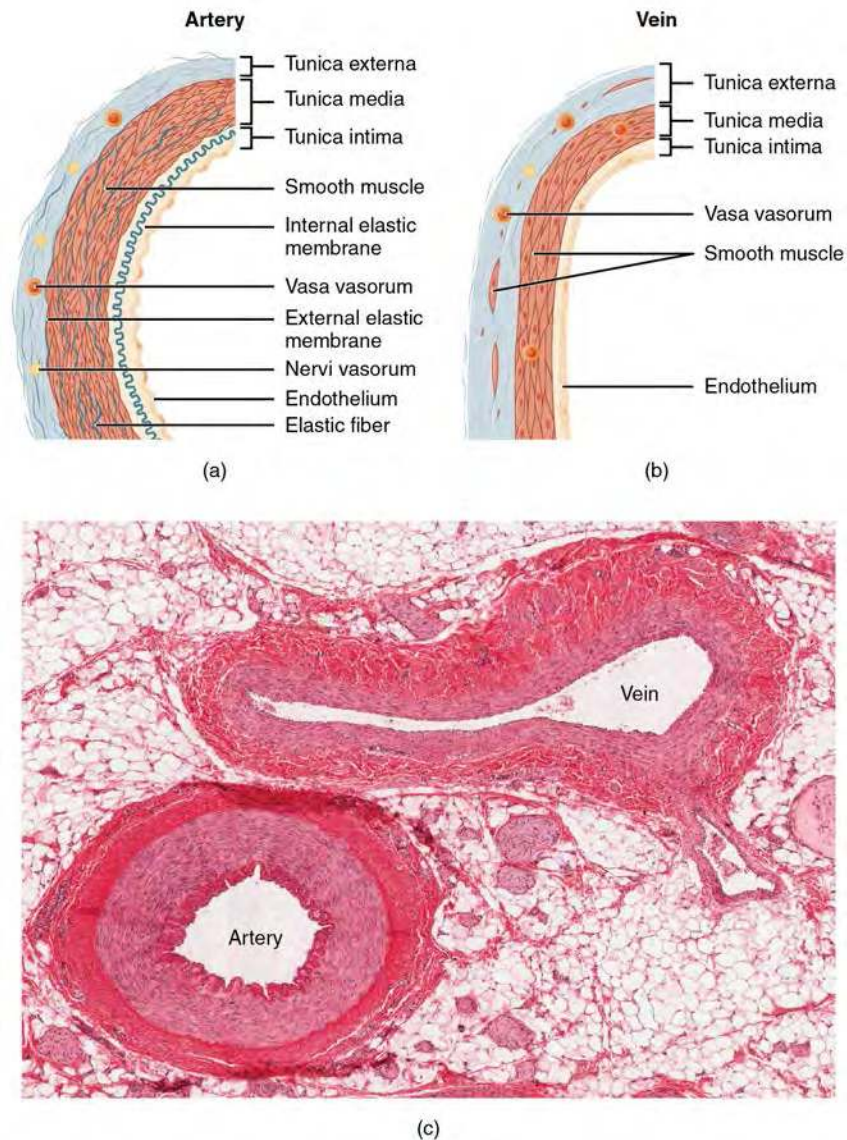 Artery
Tunica externa
Tunica media
Tunica intima
Smooth muscle
Internal elastic
membrane
Vasa vasorum
External elastic
membrane
Nervi vasorum
Endothelium
Elastic fiber
(a)
Vein
Tunica externa
Tunica media
Tunica intima
Vasa vasorum
Smooth muscle
Endothelium
(b)
Vein
Artery
(c)